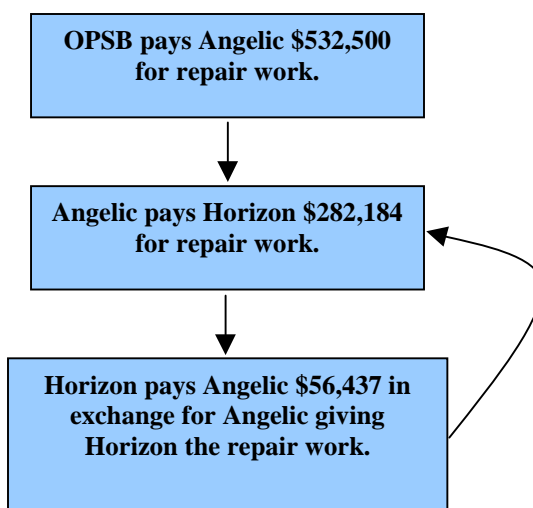 OPSB pays Angelic $532,500
for repair work.
Angelic pays Horizon $282,184
for repair work.
Horizon pays Angelic $56,437 in
exchange for Angelic giving
Horizon the repair work.